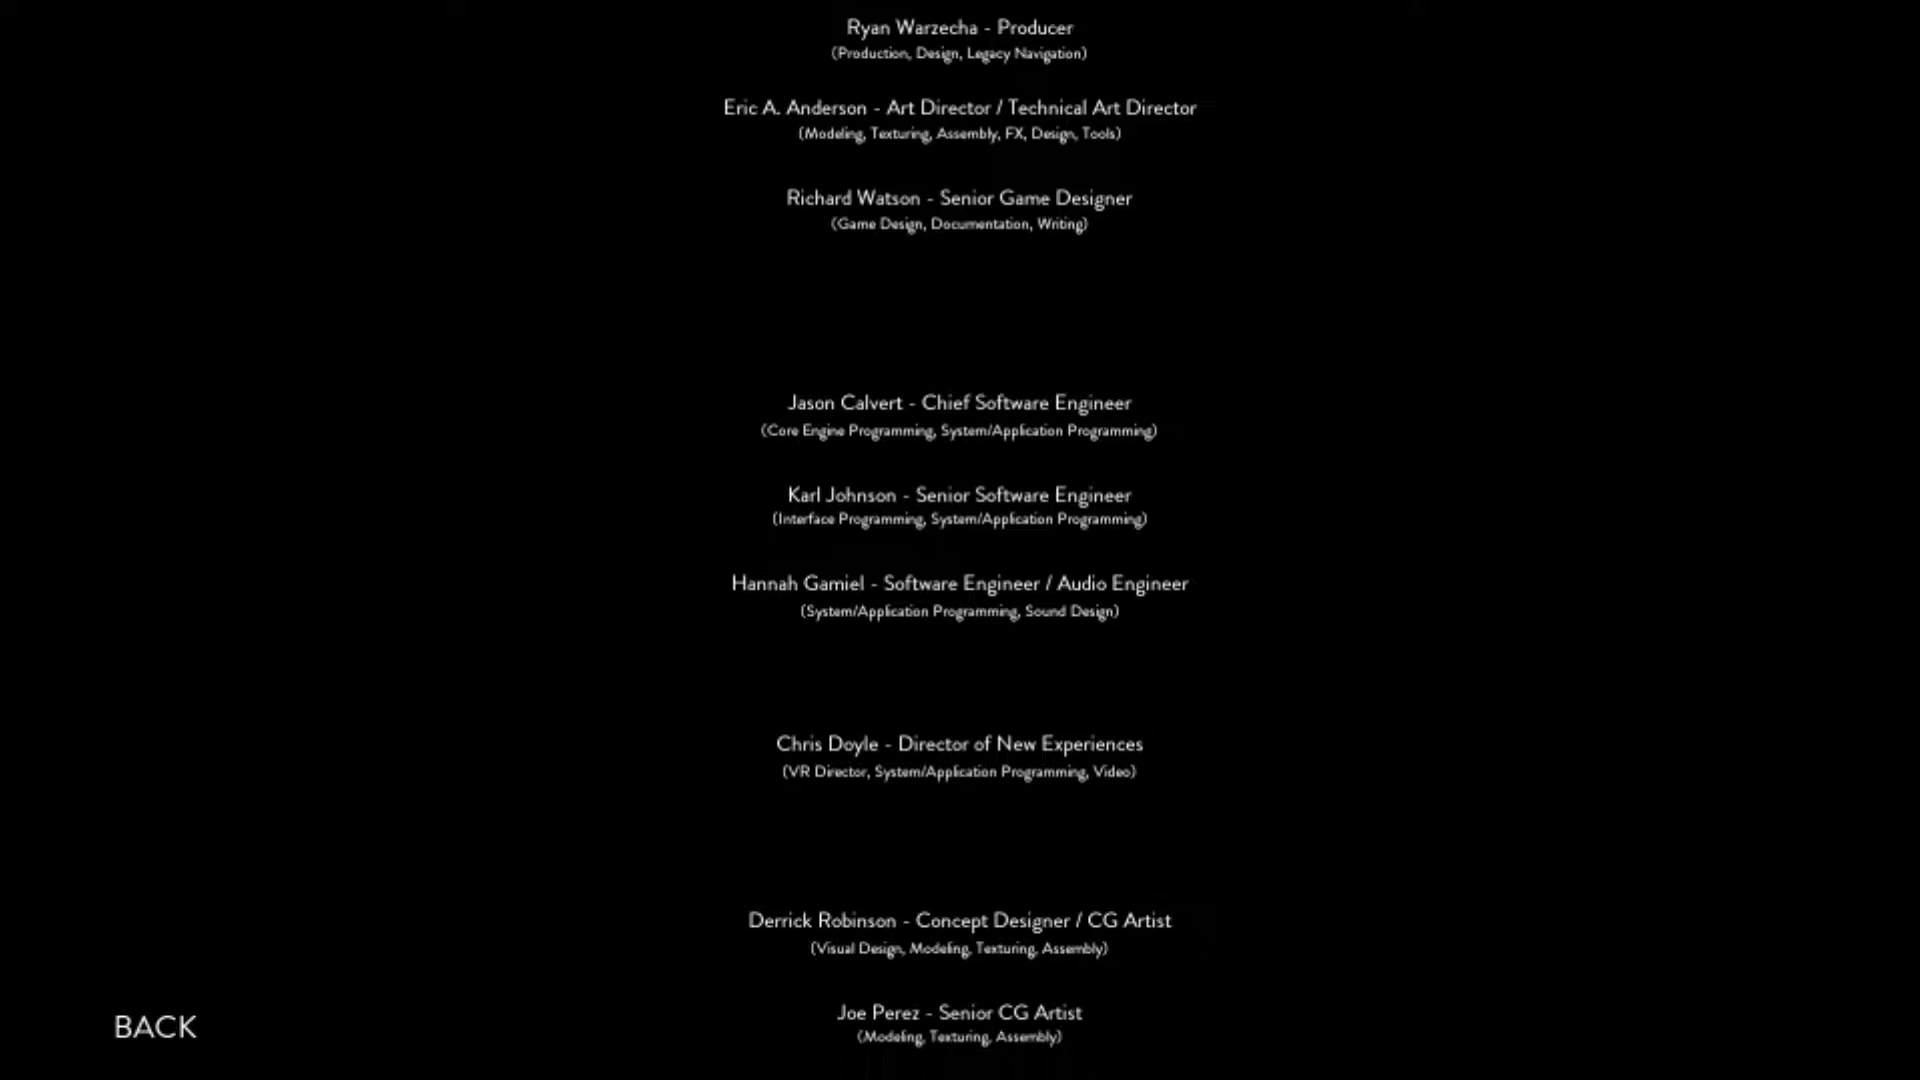 Ryan Warzecha - Producer
(Production, Design, Legacy Navigation)
Eric A. Anderson - Art Director / Technical Art Director
(Modeling, Texturing, Assembly, FX, Design, Tools)
Richard Watson - Senior Game Designer
(Game Design, Documentation, Writing)
Jason Calvert - Chief Software Engineer
(Core Engine Programming, System/Application Programming)
Karl Johnson - Senior Software Engineer
(Interface Programming, System/Application Programming)
Hannah Gamiel - Software Engineer / Audio Engineer
(System/Application Programming, Sound Design)
Chris Doyle - Director of New Experiences
(VR Director, System/Application Programming, Video)
Derrick Robinson - Concept Designer / CG Artist
(Visual Design, Modeling, Texturing, Assembly)
Joe Perez - Senior CG Artist
(Modeling, Texturing, Assembly)
BACK